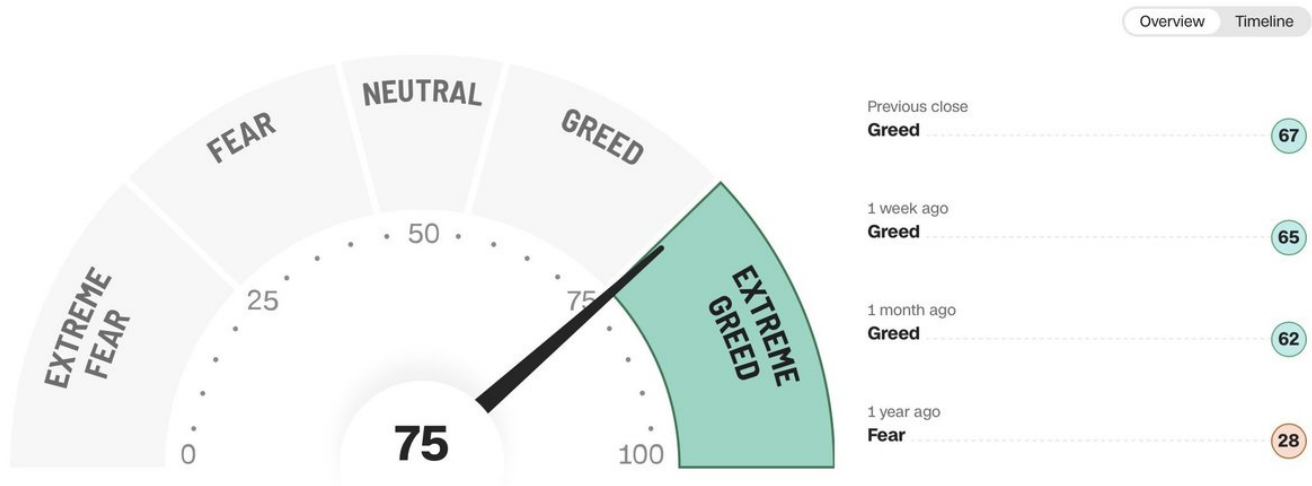 Overview
Timeline
EXTREME
FEAR
FEAR
NEUTRAL
GREED
EXTREME
GREED
0
25
50
75
100
75
Previous close
Greed
67
1 week ago
Greed
65
1 month ago
Greed
62
1 year ago
Fear
28